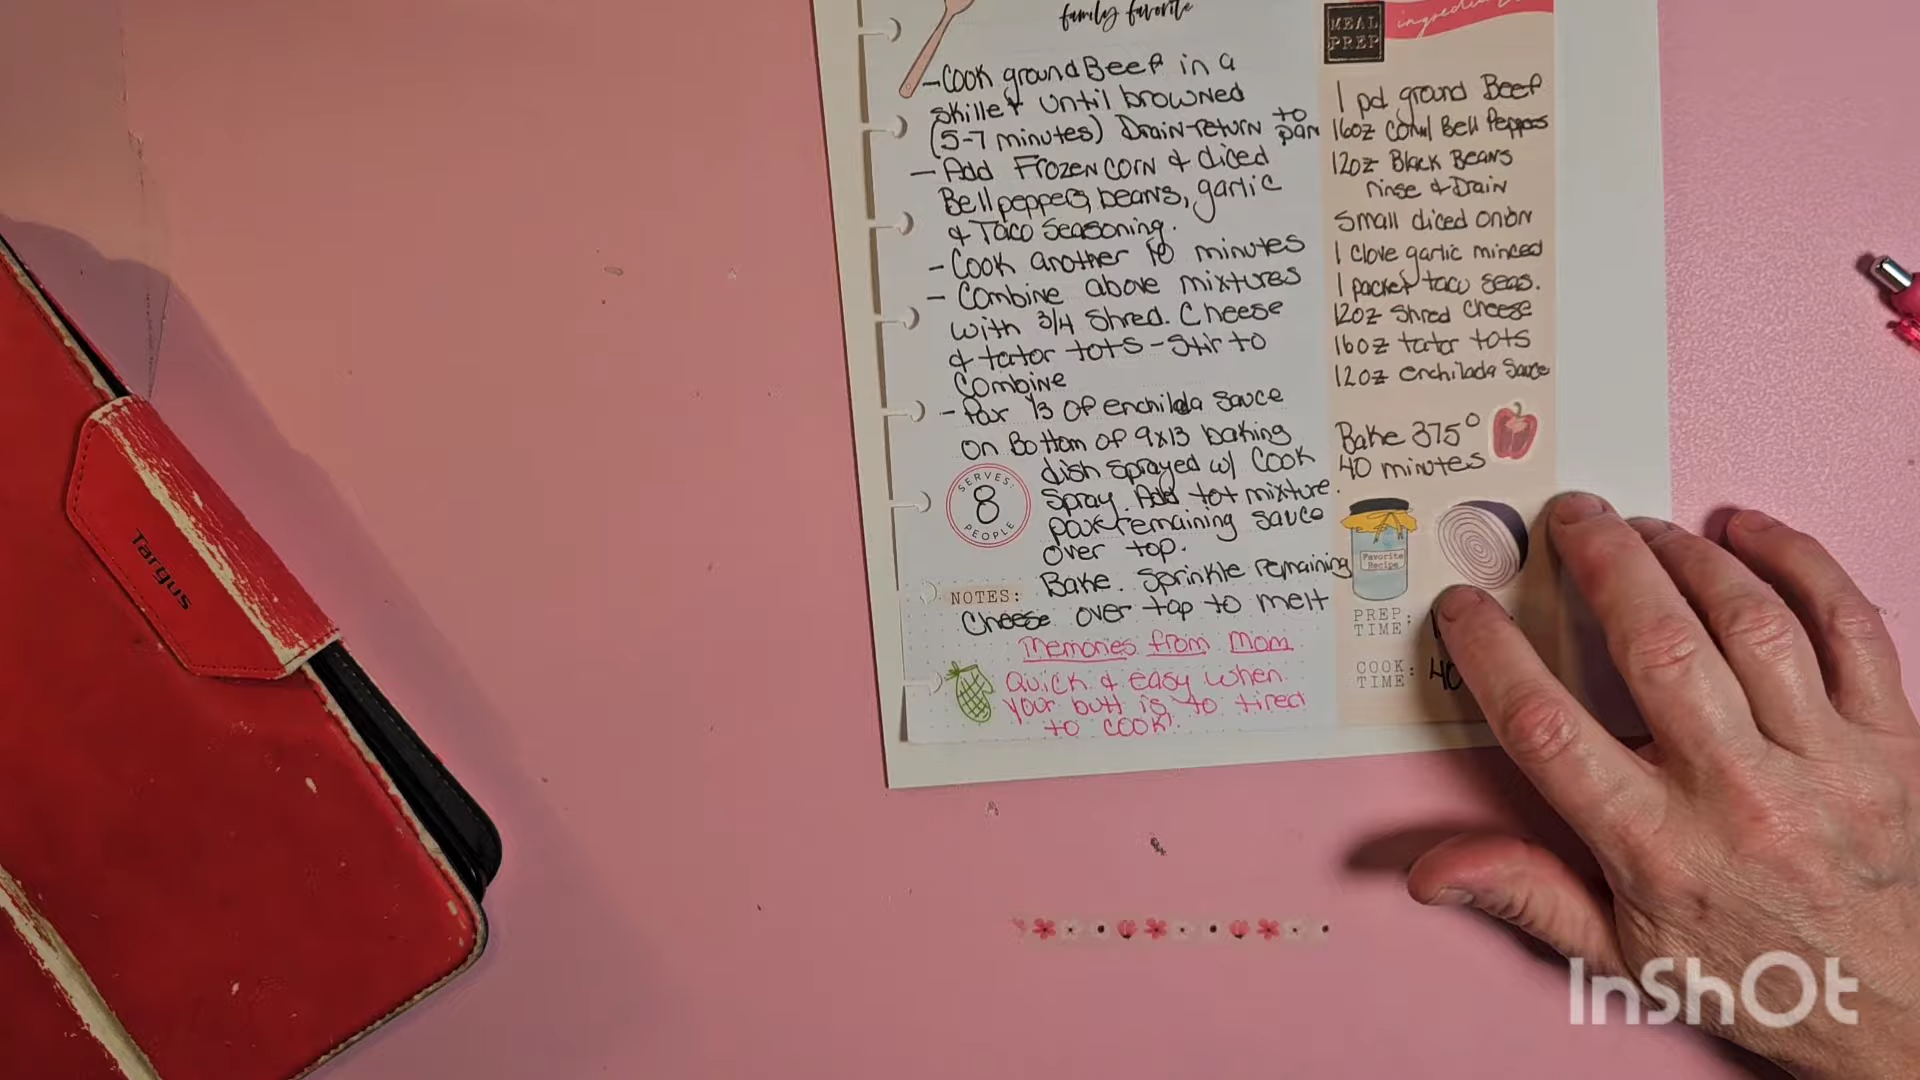 family favorite
- Cook ground Beef in a
skillet until browned
(5-7 minutes) Drain-return to pan
- Add Frozen corn & diced
Bell peppers, beans, garlic
& Taco Seasoning.
- Cook another 10 minutes
- Combine above mixtures
with 3/4 Shred. Cheese
& tator tots - Stir to
Combine
- Por 1/3 of enchilada sauce
on Bottom of 9x13 baking
dish sprayed w/ Cook
Spray. Add tot mixture.
remaining sauce
over top.
Bake. Sprinkle remaining
Cheese over top to melt
SERVES:
8
PEOPLE
NOTES:
Memories from Mom
Quick & easy when
your butt is to tired
to cook!
MEAL
PREP
1 pd ground Beef
16oz Bell Peppers
12oz Black Beans
rinse & Drain
Small diced onion
1 clove garlic minced
1 packet taco seas.
12oz Shred Cheese
16oz tator tots
12oz enchilada Sauce
Bake 375°
40 minutes
Favorite
Recipe
PREP
TIME:
COOK
TIME:
40
Targus
InShOt